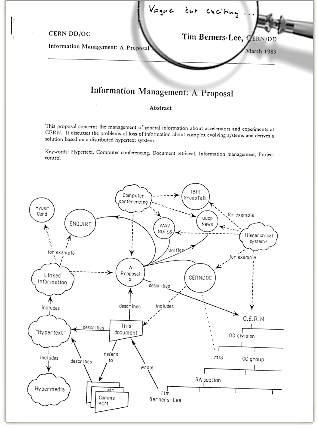 Vague but exciting ...
CERN DD/OC
Tim Berners-Lee, CERN/DD
Information Management: A Proposal
March 1989
Information Management: A Proposal
Abstract
This proposal concerns the management of general information about accelerators and experiments at
CERN. It discusses the problems of loss of information about complex evolving systems and derives a
solution based on a distributed hypertext system.
Keywords: Hypertext, Computer conferencing, Document retrieval, Information management, Project
control
Computer
conferencing
IBM
GroupTalk
Hyper
Card
ENQUIRE
VAX/
NOTES
uucp
News
for example
Hierarchical
systems
unifies
for example
for example
Linked
information
A
Proposal
CERNDOC
describes
includes
includes
C.E.R.N
Hypertext
describes
This
document
DD division
includes
describes
refers
to
OD group
RA section
wrote
Hypermedia
Comms
ACM
Tim
Berners-Lee